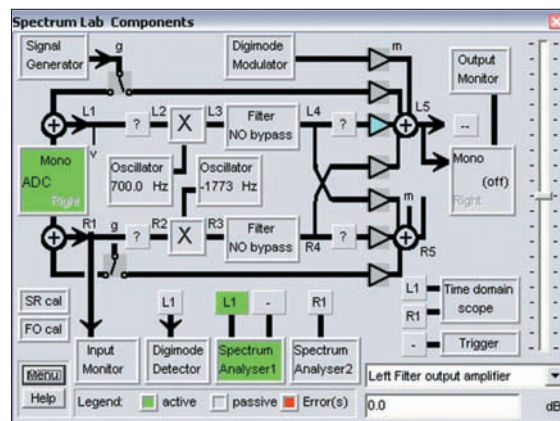 Spectrum Lab Components
Signal
Generator
g
Digimode
Modulator
m
Output
Monitor
L1
L2
L3
L4
L5
?
X
Filter
NO bypass
?
--
v
Mono
ADC
Right
Oscillator
700.0 Hz
Oscillator
-1773 Hz
Mono
(off)
Right
R1
g
R2
R3
R4
m
R5
?
X
Filter
NO bypass
?
SR cal
FO cal
L1
L1
-
R1
L1
R1
-
Time domain
scope
Trigger
Input
Monitor
Digimode
Detector
Spectrum
Analyser1
Spectrum
Analyser2
Menu
Help
Legend:
active
passive
Error(s)
Left Filter output amplifier
0.0
dB